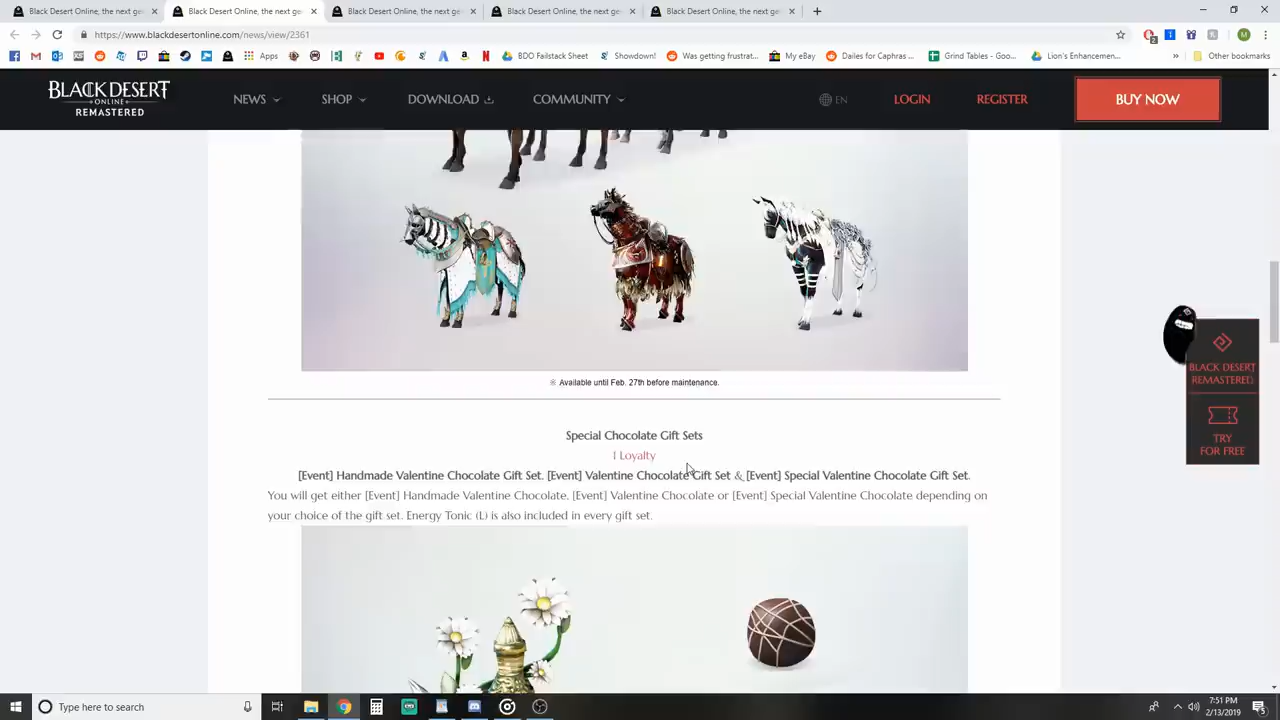 Black Desert Online, the next ge
Black Desert Online, the next ge
Black Desert Online, the next ge
Black Desert Online, the next ge
Black Desert Online, the next ge
https://www.blackdesertonline.com/news/view/2361
Apps
BDO Failstack Sheet
Showdown!
Was getting frustrat...
My eBay
Dailes for Caphras ...
Grind Tables - Goo...
Lion's Enhancemen...
»
Other bookmarks
BLACK DESERT
ONLINE
REMASTERED
NEWS
SHOP
DOWNLOAD
COMMUNITY
EN
LOGIN
REGISTER
BUY NOW
※ Available until Feb. 27th before maintenance.
Special Chocolate Gift Sets
1 Loyalty
[Event] Handmade Valentine Chocolate Gift Set. [Event] Valentine Chocolate Gift Set & [Event] Special Valentine Chocolate Gift Set.
You will get either [Event] Handmade Valentine Chocolate, [Event] Valentine Chocolate or [Event] Special Valentine Chocolate depending on
your choice of the gift set. Energy Tonic (L) is also included in every gift set.
BLACK DESERT
REMASTERED
TRY
FOR FREE
Type here to search
7:51 PM
2/13/2019